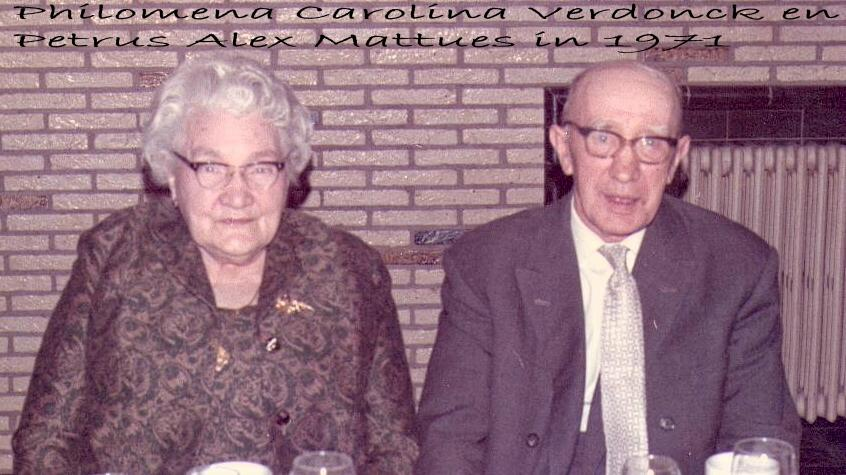 Philomena Carolina Verdonck en
Petrus Alex Mattues in 1971